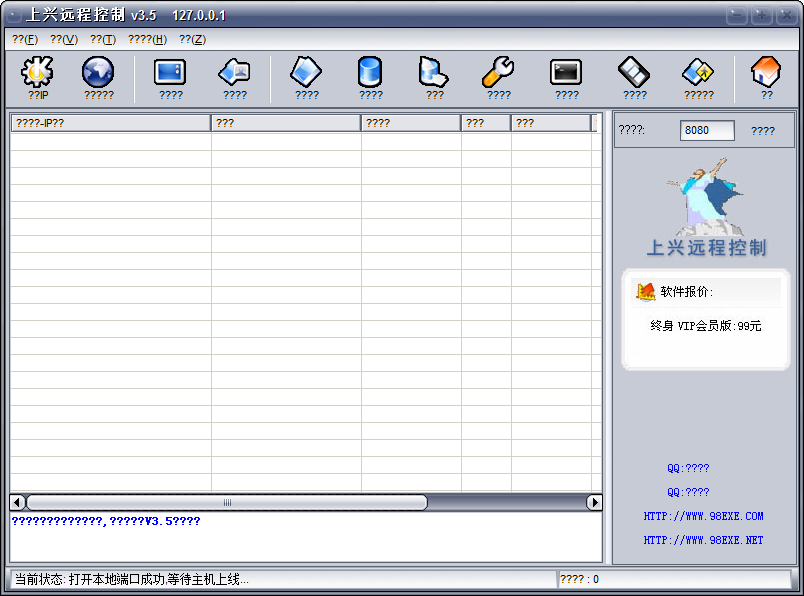 上兴远程控制 v3.5 127.0.0.1
??(F) ??(V) ??(T) ????(H) ??(Z)
??IP ????? ???? ???? ???? ???? ??? ???? ???? ???? ????? ??
????-IP?? ??? ???? ??? ???
????: 8080 ????
上兴远程控制
软件报价:
终身 VIP会员版:99元
QQ:????
QQ:????
HTTP://WWW.98EXE.COM
HTTP://WWW.98EXE.NET
?????????????,?????V3.5????
当前状态: 打开本地端口成功,等待主机上线... ???? : 0